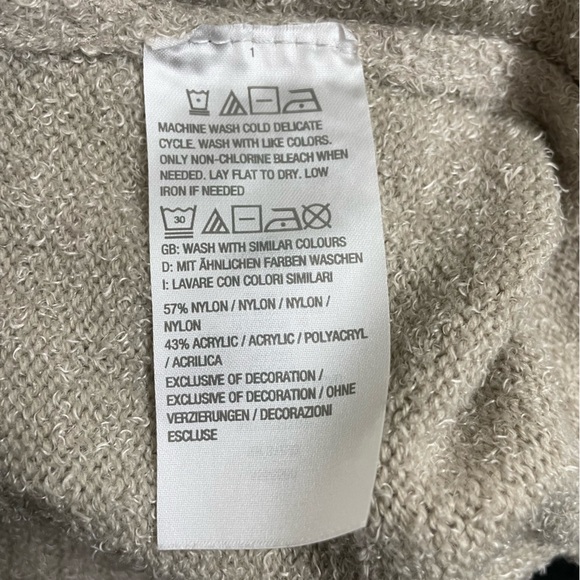 1
MACHINE WASH COLD DELICATE
CYCLE. WASH WITH LIKE COLORS.
ONLY NON-CHLORINE BLEACH WHEN
NEEDED. LAY FLAT TO DRY. LOW
IRON IF NEEDED
30
GB: WASH WITH SIMILAR COLOURS
D: MIT ÄHNLICHEN FARBEN WASCHEN
I: LAVARE CON COLORI SIMILARI
57% NYLON / NYLON / NYLON /
NYLON
43% ACRYLIC / ACRYLIC / POLYACRYL
/ ACRILICA
EXCLUSIVE OF DECORATION /
EXCLUSIVE OF DECORATION / OHNE
VERZIERUNGEN / DECORAZIONI
ESCLUSE